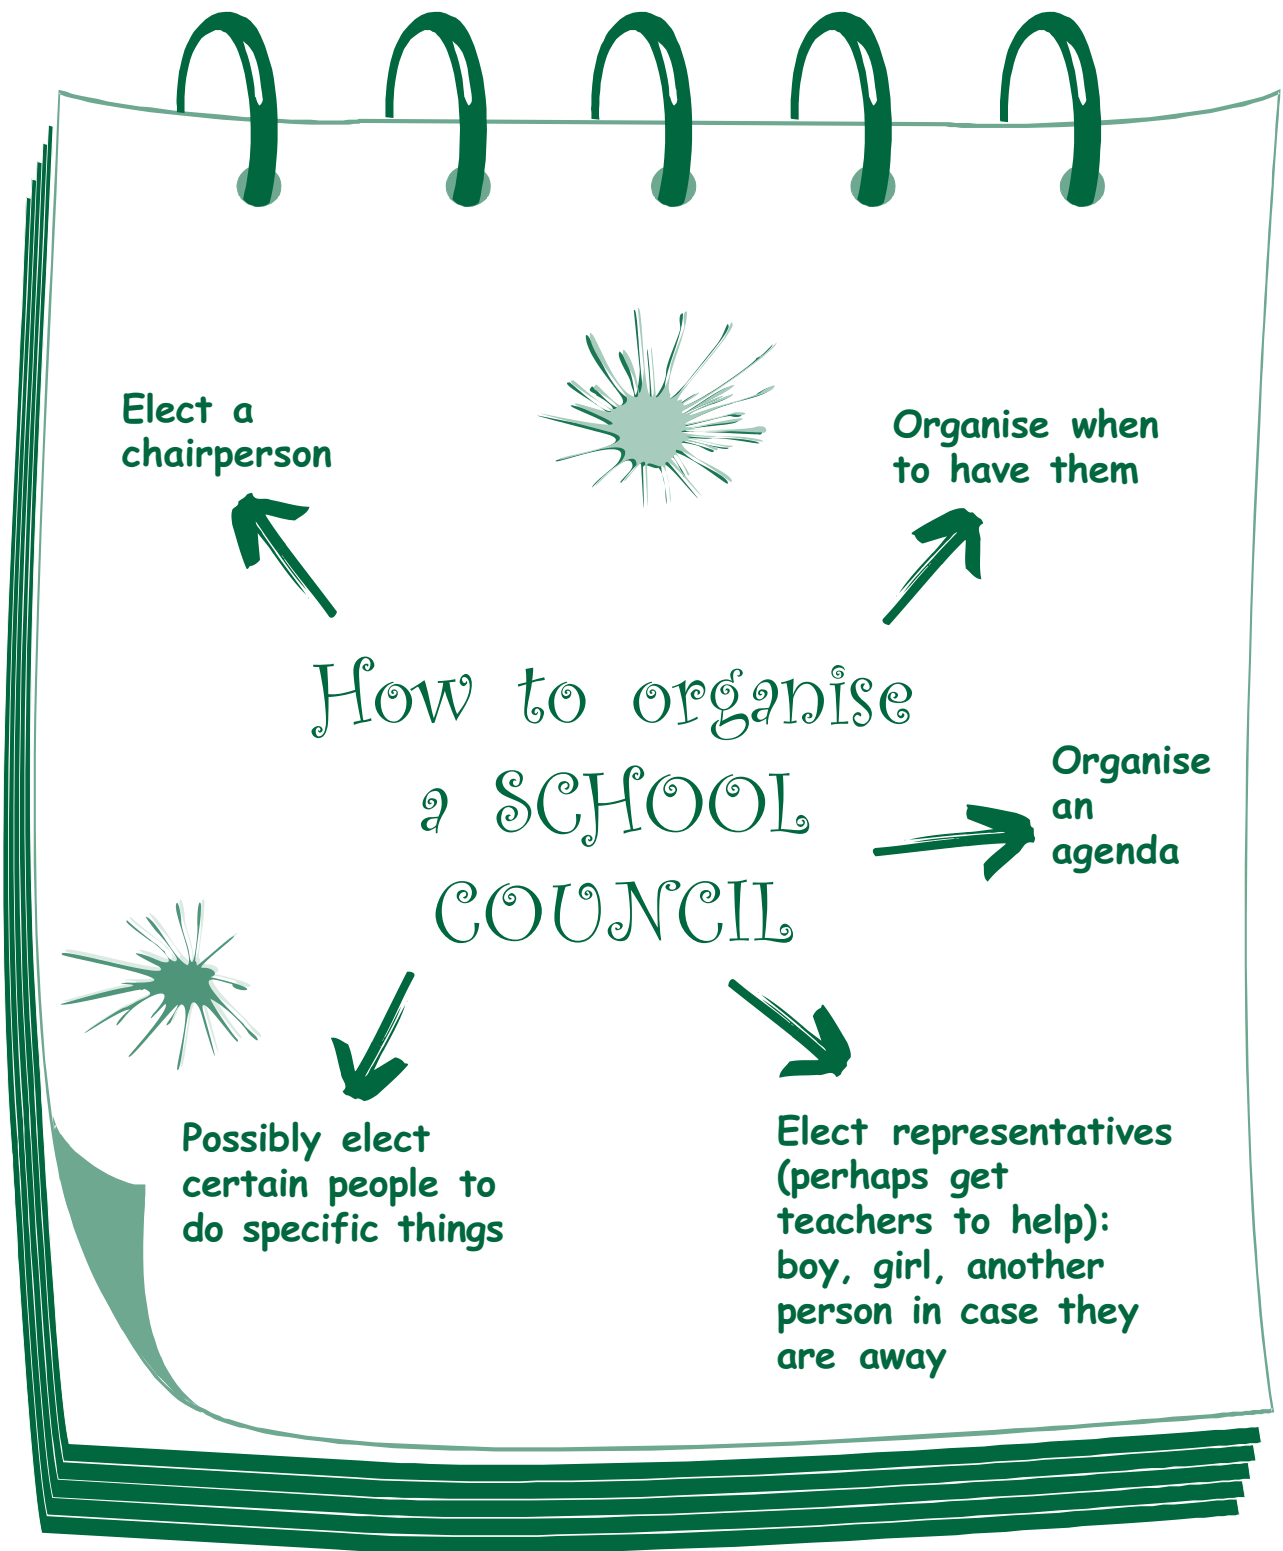 Elect a
chairperson
Organise when
to have them
How to organise
a SCHOOL
COUNCIL
Organise
an
agenda
Possibly elect
certain people to
do specific things
Elect representatives
(perhaps get
teachers to help):
boy, girl, another
person in case they
are away